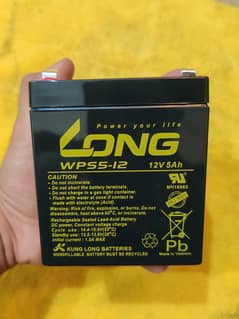 Power your life
LONG
WPS5-12 12V 5Ah
CAUTION:
Do not incinerate.
Do not short the battery terminals.
Do not charge in a gas tight container.
Flush with water at once if contact is
made with electrolyte (Acid).
Warning: Risk of fire, explosion, or burns. Do not
disassemble, heat above 60°C, or incinerate.
Rechargeable Sealed Lead-Acid Battery
DC power, Constant voltage charge
Cycle use : 14.4-15.0V(25°C)
Standby use : 13.5-13.8V(25°C)
Initial current : 1.5A MAX
KUNG LONG BATTERIES
NONSPILLABLE BATTERY MUST BE RECYCLED
Pb
Made in Vietnam